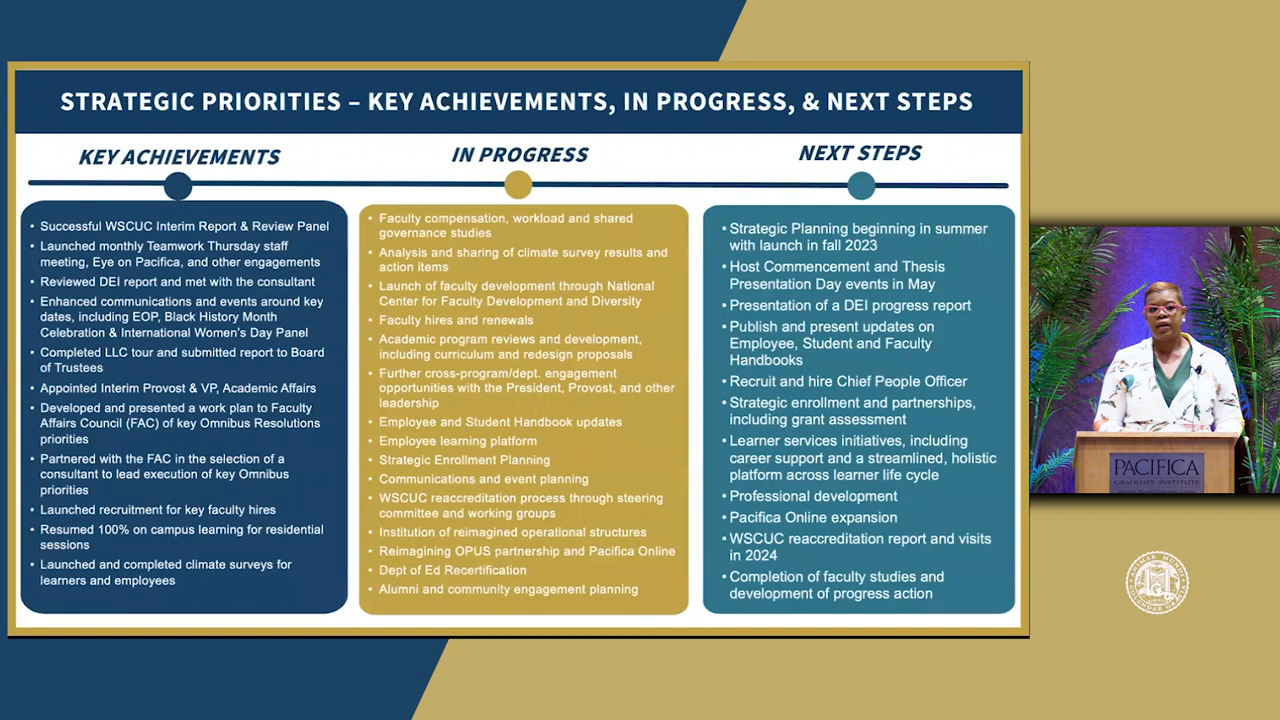 STRATEGIC PRIORITIES – KEY ACHIEVEMENTS, IN PROGRESS, & NEXT STEPS
KEY ACHIEVEMENTS
• Successful WSCUC Interim Report & Review Panel
• Launched monthly Teamwork Thursday staff
meeting, Eye on Pacifica, and other engagements
• Reviewed DEI report and met with the consultant
• Enhanced communications and events around key
dates, including EOP, Black History Month
Celebration & International Women's Day Panel
• Completed LLC tour and submitted report to Board
of Trustees
• Appointed Interim Provost & VP, Academic Affairs
• Developed and presented a work plan to Faculty
Affairs Council (FAC) of key Omnibus Resolutions
priorities
• Partnered with the FAC in the selection of a
consultant to lead execution of key Omnibus
priorities
• Launched recruitment for key faculty hires
• Resumed 100% on campus learning for residential
sessions
• Launched and completed climate surveys for
learners and employees
IN PROGRESS
• Faculty compensation, workload and shared
governance studies
• Analysis and sharing of climate survey results and
action items
• Launch of faculty development through National
Center for Faculty Development and Diversity
• Faculty hires and renewals
• Academic program reviews and development,
including curriculum and redesign proposals
• Further cross-program/dept. engagement
opportunities with the President, Provost, and other
leadership
• Employee and Student Handbook updates
• Employee learning platform
• Strategic Enrollment Planning
• Communications and event planning
• WSCUC reaccreditation process through steering
committee and working groups
• Institution of reimagined operational structures
• Reimagining OPUS partnership and Pacifica Online
• Dept of Ed Recertification
• Alumni and community engagement planning
NEXT STEPS
• Strategic Planning beginning in summer
with launch in fall 2023
• Host Commencement and Thesis
Presentation Day events in May
• Presentation of a DEI progress report
• Publish and present updates on
Employee, Student and Faculty
Handbooks
• Recruit and hire Chief People Officer
• Strategic enrollment and partnerships,
including grant assessment
• Learner services initiatives, including
career support and a streamlined, holistic
platform across learner life cycle
• Professional development
• Pacifica Online expansion
• WSCUC reaccreditation report and visits
in 2024
• Completion of faculty studies and
development of progress action
PACIFICA
GRADUATE INSTITUTE